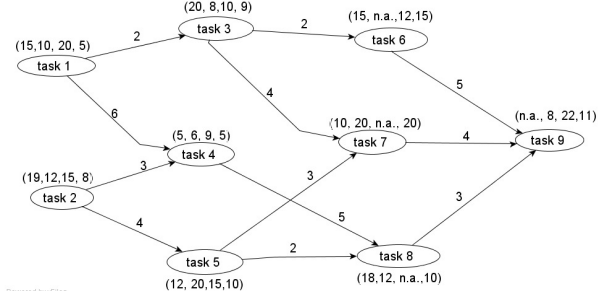 (20, 8,10, 9)
task 3
2
2
(15, n.a.,12,15)
task 6
(15,10, 20, 5)
task 1
5
4
6
(n.a., 8, 22,11)
task 9
(10, 20, n.a., 20)
task 7
4
(5, 6, 9, 5)
task 4
3
3
(19,12,15, 8)
task 2
4
5
3
2
task 5
(12, 20,15,10)
task 8
(18,12, n.a.,10)